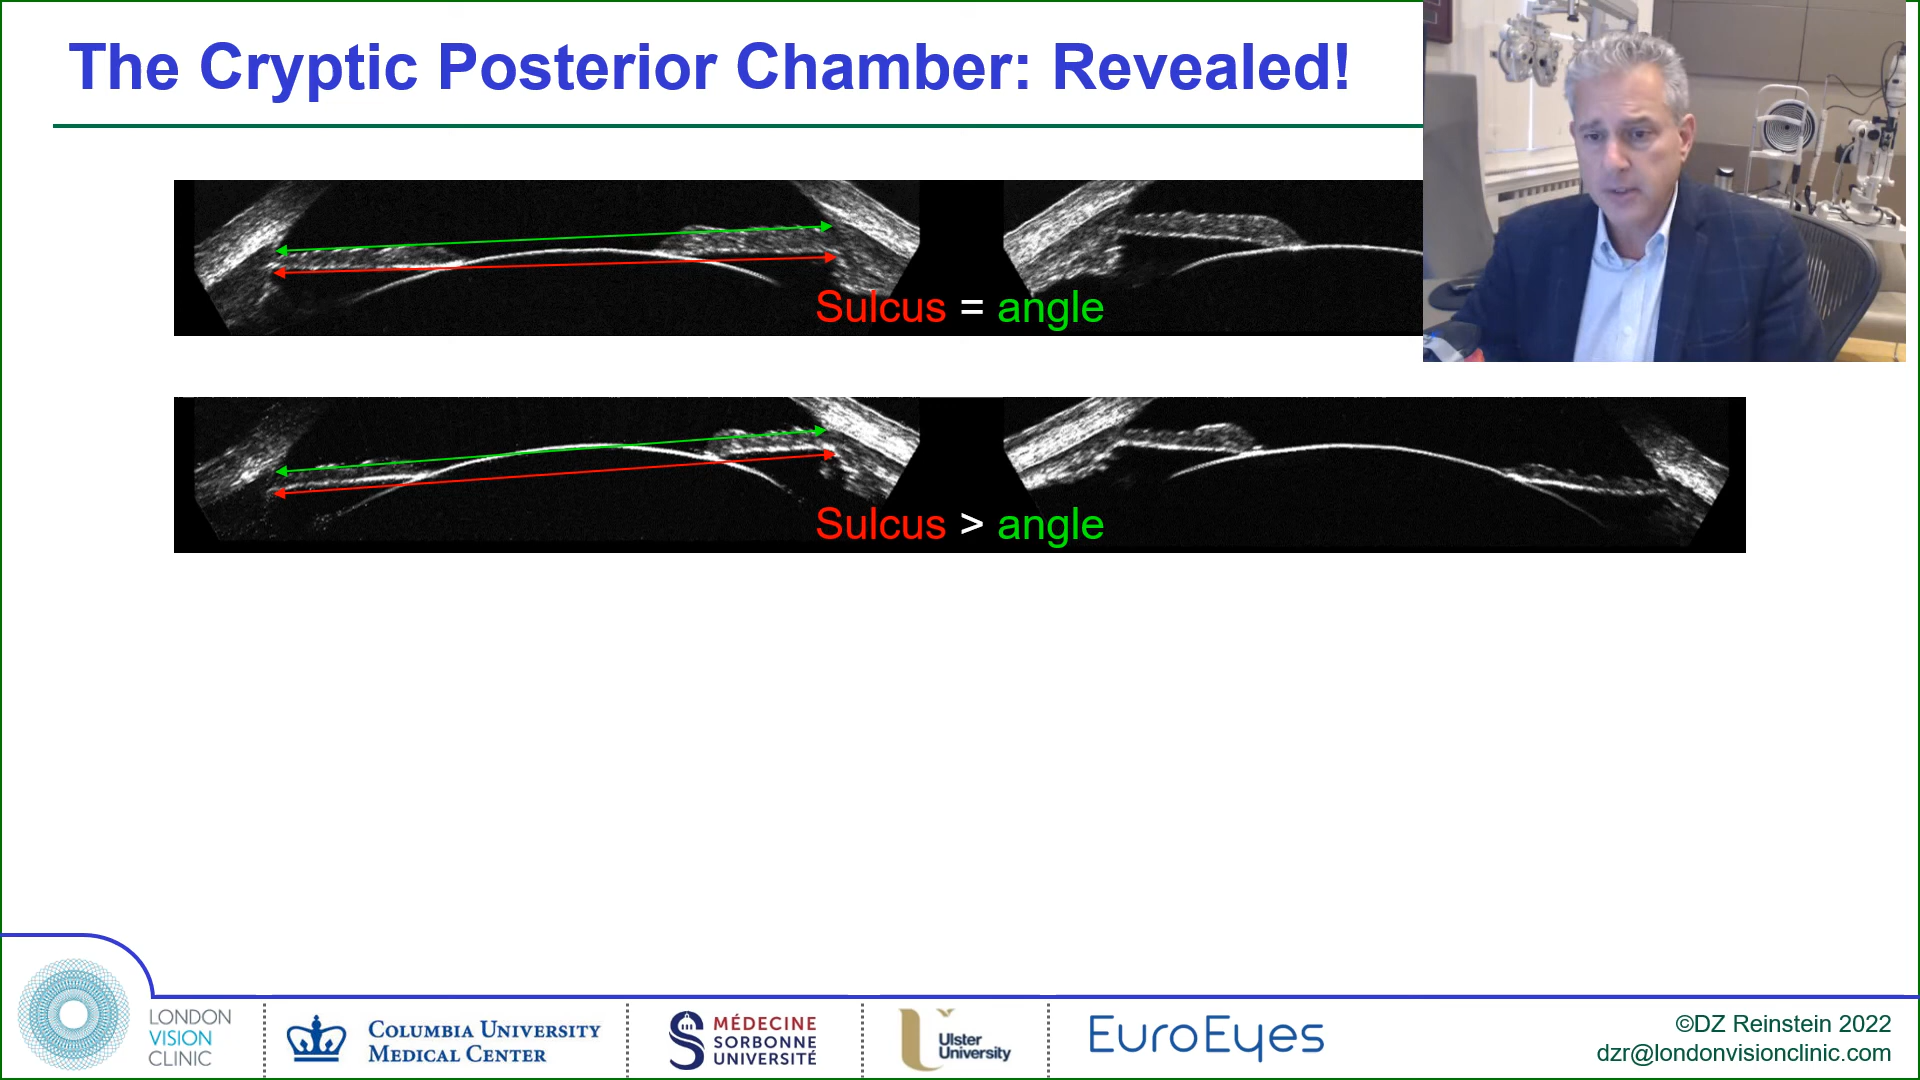 The Cryptic Posterior Chamber: Revealed!
Sulcus = angle
Sulcus > angle
LONDON
VISION
CLINIC
COLUMBIA UNIVERSITY
MEDICAL CENTER
MÉDECINE
SORBONNE
UNIVERSITÉ
Ulster
University
EuroEyes
©DZ Reinstein 2022
dzr@londonvisionclinic.com